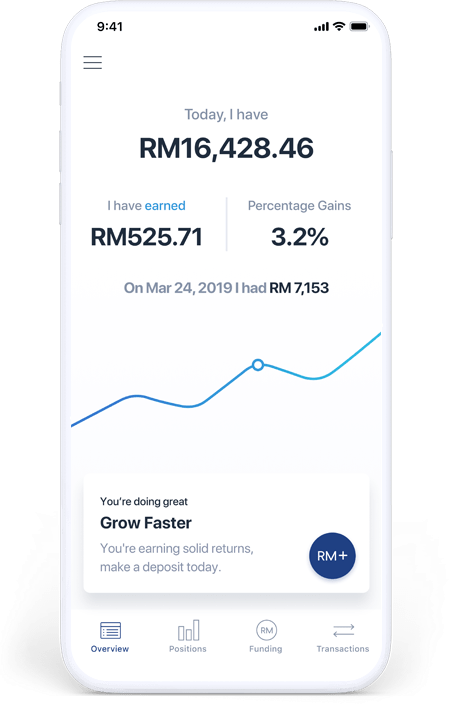 9:41
Today, I have
RM16,428.46
I have earned
Percentage Gains
RM525.71
3.2%
On Mar 24, 2019 I had RM 7,153
You're doing great
Grow Faster
You're earning solid returns,
make a deposit today.
RM+
RM
Overview
Positions
Funding
Transactions